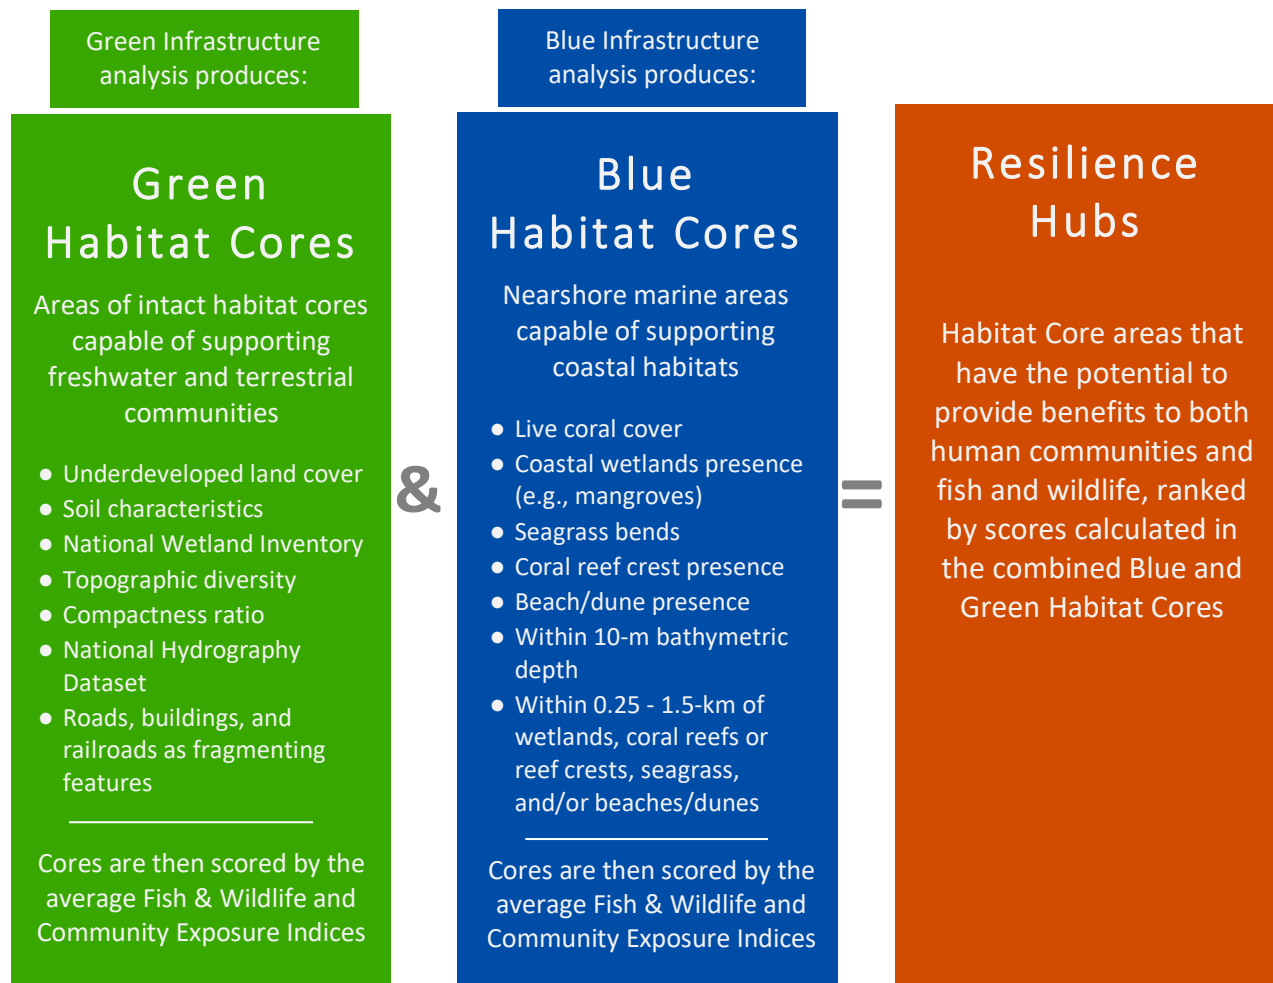 Green Infrastructure
analysis produces:
Green
Habitat Cores
Areas of intact habitat cores
capable of supporting
freshwater and terrestrial
communities
● Underdeveloped land cover
● Soil characteristics
● National Wetland Inventory
● Topographic diversity
● Compactness ratio
● National Hydrography
Dataset
● Roads, buildings, and
railroads as fragmenting
features
Cores are then scored by the
average Fish & Wildlife and
Community Exposure Indices
&
Blue Infrastructure
analysis produces:
Blue
Habitat Cores
Nearshore marine areas
capable of supporting
coastal habitats
● Live coral cover
● Coastal wetlands presence
(e.g., mangroves)
● Seagrass bends
● Coral reef crest presence
● Beach/dune presence
● Within 10-m bathymetric
depth
● Within 0.25 - 1.5-km of
wetlands, coral reefs or
reef crests, seagrass,
and/or beaches/dunes
Cores are then scored by the
average Fish & Wildlife and
Community Exposure Indices
=
Resilience
Hubs
Habitat Core areas that
have the potential to
provide benefits to both
human communities and
fish and wildlife, ranked
by scores calculated in
the combined Blue and
Green Habitat Cores